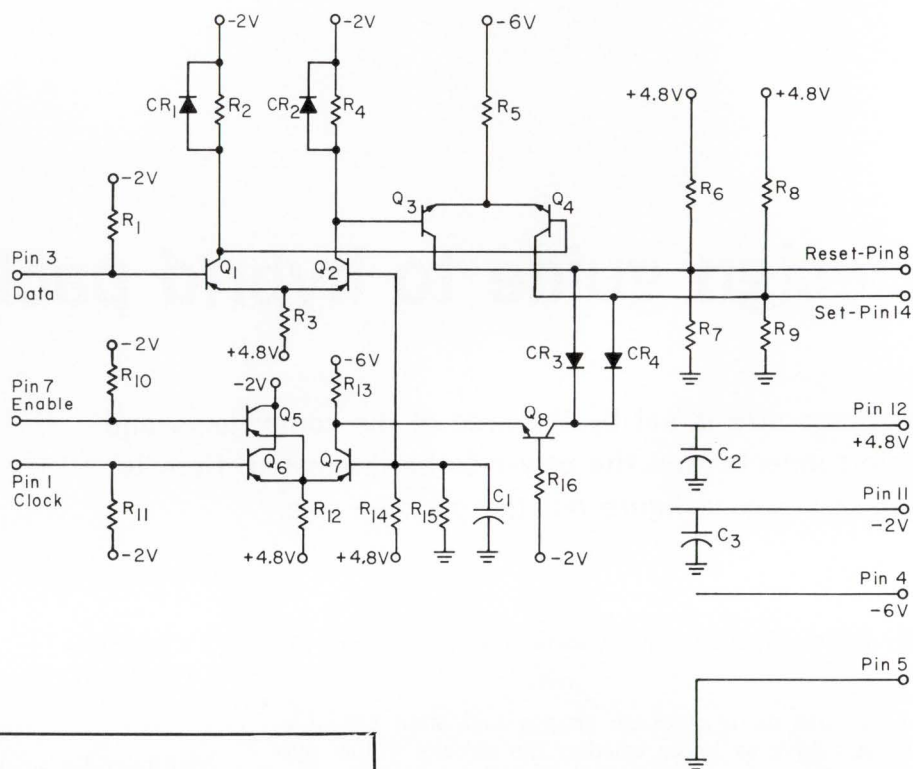 -2V
-2V
-6V
CR1
R2
CR2
R4
R5
+4.8V
+4.8V
-2V
R1
Q3
Q4
R6
R8
Pin 3
Data
Q1
Q2
Reset-Pin 8
Set-Pin 14
R3
+4.8V
R7
R9
-2V
R10
-6V
R13
CR3
CR4
Pin 7
Enable
-2V
Q5
Q8
Pin 12
+4.8V
Q6
Q7
C2
Pin 1
Clock
R11
R12
R14
R15
C1
R16
Pin 11
-2V
C3
-2V
+4.8V
+4.8V
-2V
Pin 4
-6V
Pin 5